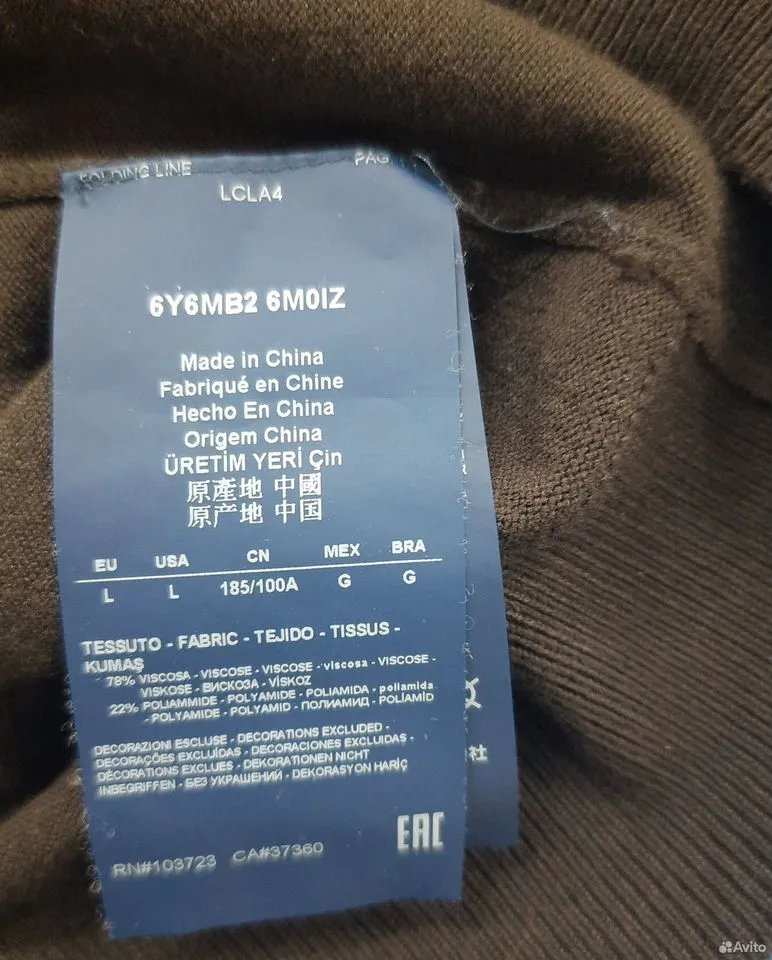 FOLDING LINE
PAG
LCLA4
6Y6MB2 6M0IZ
Made in China
Fabriqué en Chine
Hecho En China
Origem China
ÜRETİM YERİ Çin
原產地 中國
原产地 中国
EU USA CN MEX BRA
L L 185/100A G G
TESSUTO - FABRIC - TEJIDO - TISSUS -
KUMAŞ
78% VISCOSA - VISCOSE - VISCOSE - viscosa - VISCOSE -
VISKOSE - ВИСКОЗА - VİSKOZ
22% POLIAMMIDE - POLYAMIDE - POLIAMIDA - poliamida
- POLYAMIDE - POLYAMID - ПОЛИАМИД - POLİAMİD
DECORAZIONI ESCLUSE - DECORATIONS EXCLUDED -
DECORAÇÕES EXCLUÍDAS - DECORACIONES EXCLUIDAS -
DÉCORATIONS EXCLUES - DEKORATIONEN NICHT
INBEGRIFFEN - БЕЗ УКРАШЕНИЙ - DEKORASYON HARİÇ
EAC
RN#103723 CA#37360
社
Avito